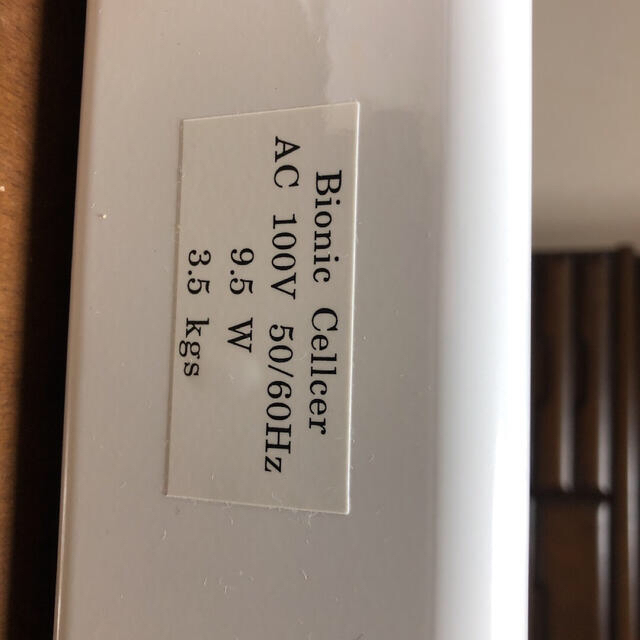 Bionic Cellcer
AC 100V 50/60Hz
9.5 W
3.5 kgs